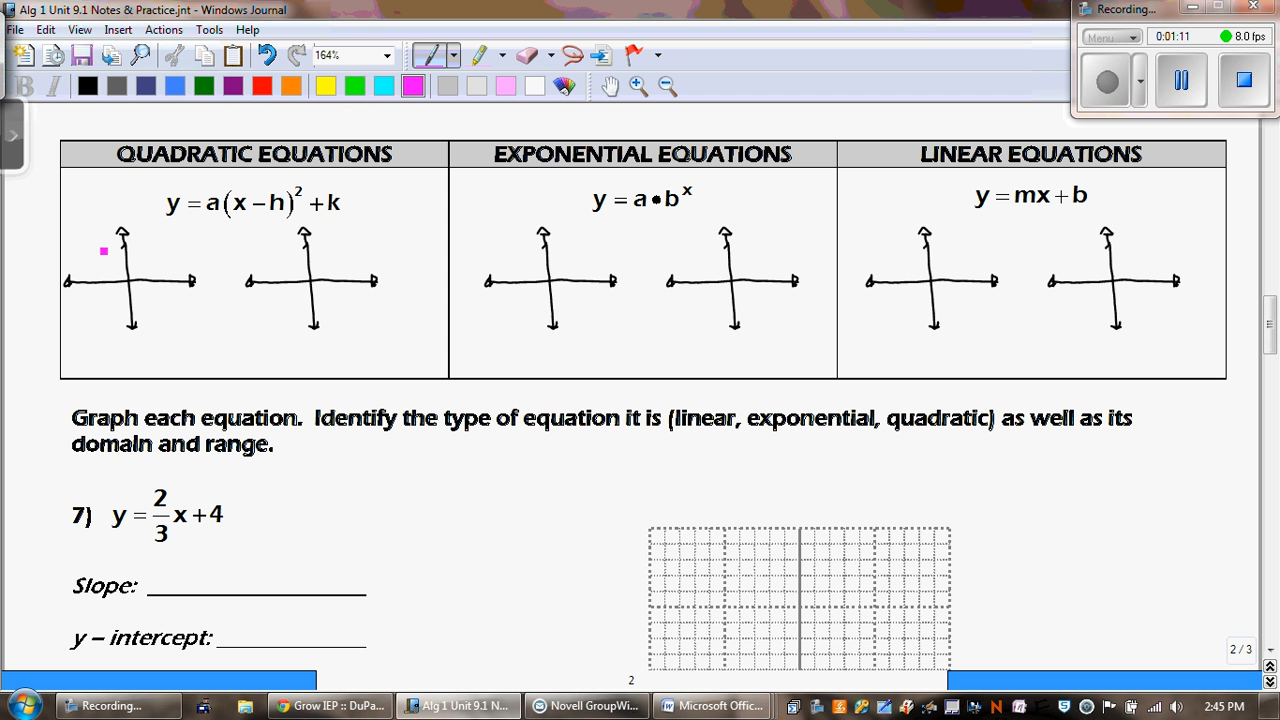 Alg 1 Unit 9.1 Notes & Practice.jnt - Windows Journal
Recording...
File Edit View Insert Actions Tools Help
Menu 00:01:11 8.0 fps
164%
B I
QUADRATIC EQUATIONS EXPONENTIAL EQUATIONS LINEAR EQUATIONS
y = a(x – h)² + k y = a•bˣ y = mx + b
Graph each equation. Identify the type of equation it is (linear, exponential, quadratic) as well as its
domain and range.
7) y = 2/3 x + 4
Slope: ____________________
y – intercept: ______________
2 / 3
2
Recording... Grow IEP :: DuPa... Alg 1 Unit 9.1 N... Novell GroupWi... Microsoft Offic... 2:45 PM